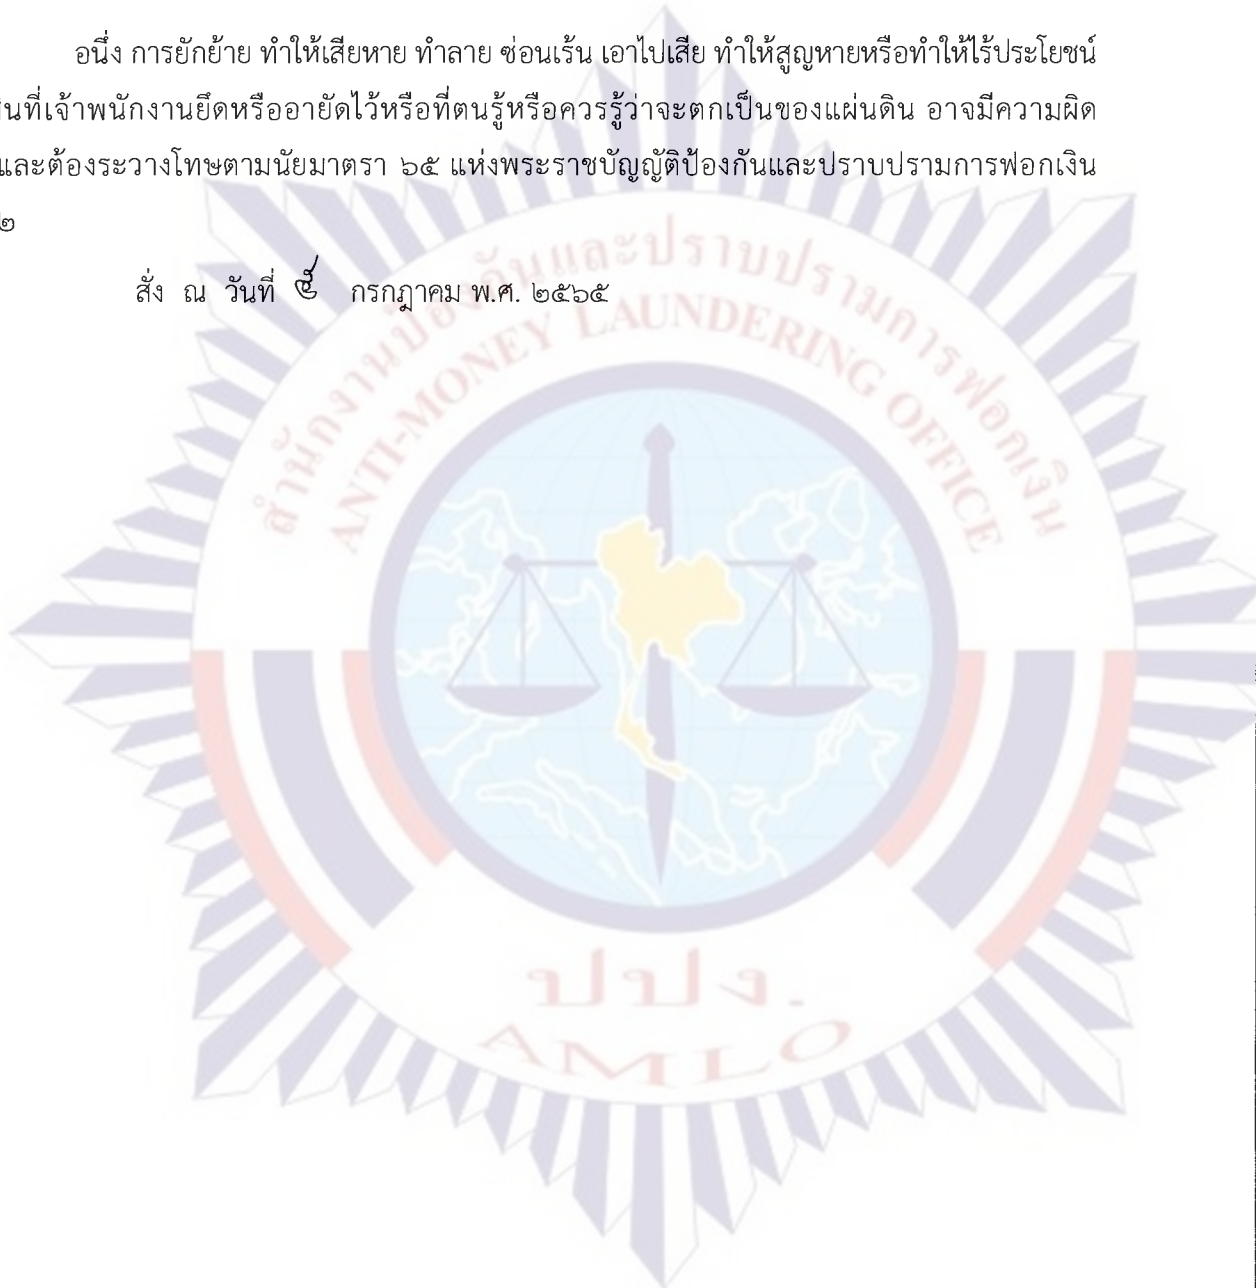 อนึ่ง การยักย้าย ทำให้เสียหาย ทำลาย ซ่อนเร้น เอาไปเสีย ทำให้สูญหายหรือทำให้ไร้ประโยชน์
ที่เจ้าพนักงานยึดหรืออายัดไว้หรือที่ตนรู้หรือควรรู้ว่าจะตกเป็นของแผ่นดิน อาจมีความผิด
และต้องระวางโทษตามนัยมาตรา ๖๕ แห่งพระราชบัญญัติป้องกันและปราบปรามการฟอกเงิน
๒
สั่ง ณ วันที่ ๕ กรกฎาคม พ.ศ. ๒๕๖๕
สำนักงานป้องกันและปราบปรามการฟอกเงิน
ANTI-MONEY LAUNDERING OFFICE
ปปง.
AMLO